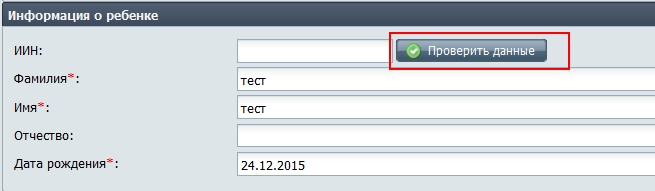 Информация о ребенке
ИИН: Проверить данные
Фамилия*: тест
Имя*: тест
Отчество:
Дата рождения*: 24.12.2015